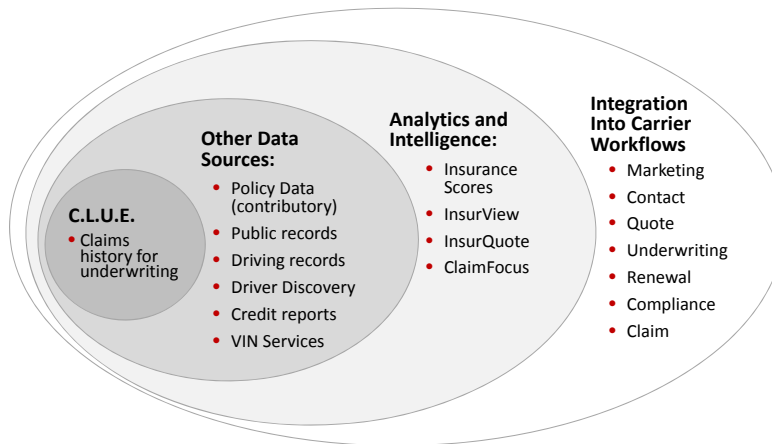 C.L.U.E.
• Claims
history for
underwriting
Other Data
Sources:
• Policy Data
(contributory)
• Public records
• Driving records
• Driver Discovery
• Credit reports
• VIN Services
Analytics and
Intelligence:
• Insurance
Scores
• InsurView
• InsurQuote
• ClaimFocus
Integration
Into Carrier
Workflows
• Marketing
• Contact
• Quote
• Underwriting
• Renewal
• Compliance
• Claim